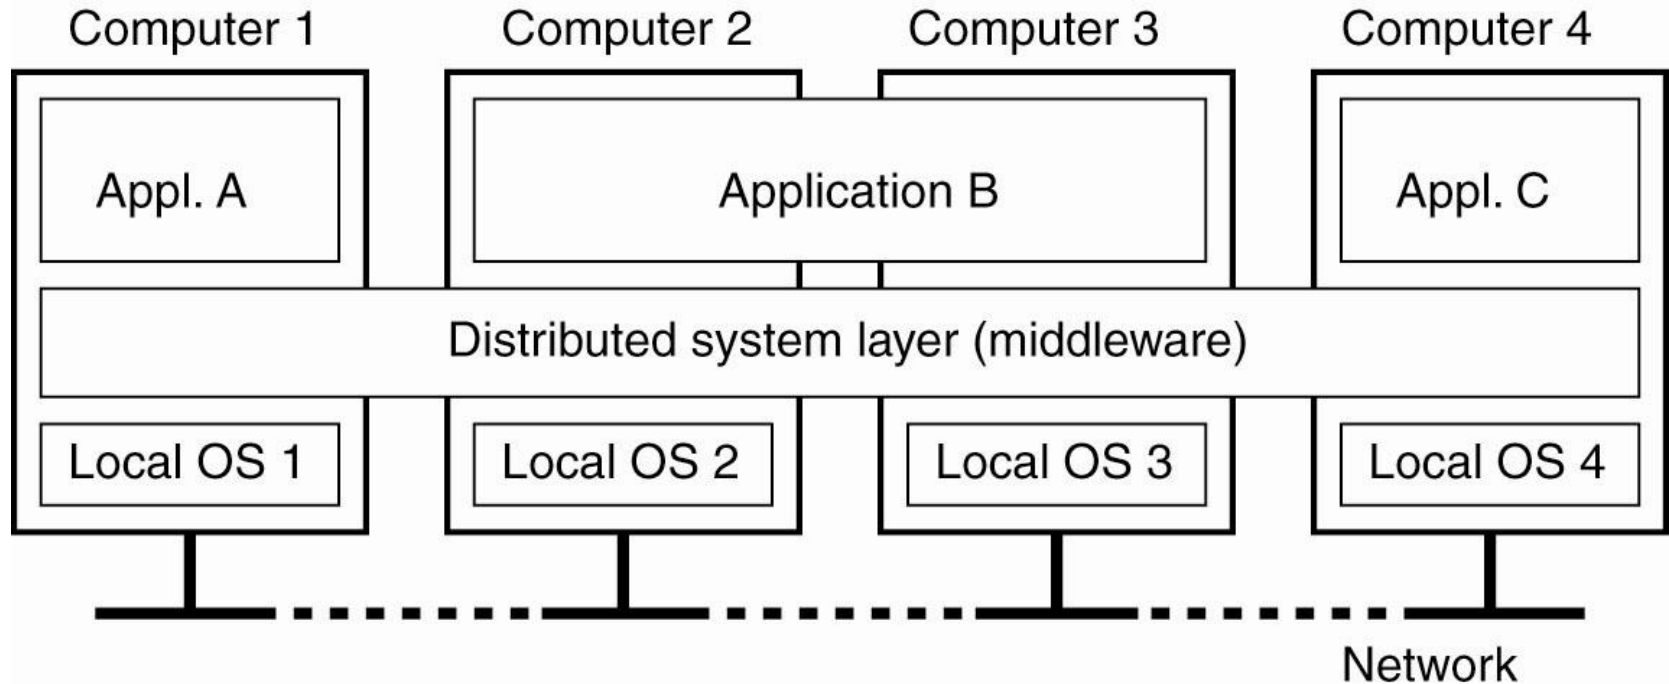 Computer 1 Computer 2 Computer 3 Computer 4
Appl. A Application B Appl. C
Distributed system layer (middleware)
Local OS 1 Local OS 2 Local OS 3 Local OS 4
Network